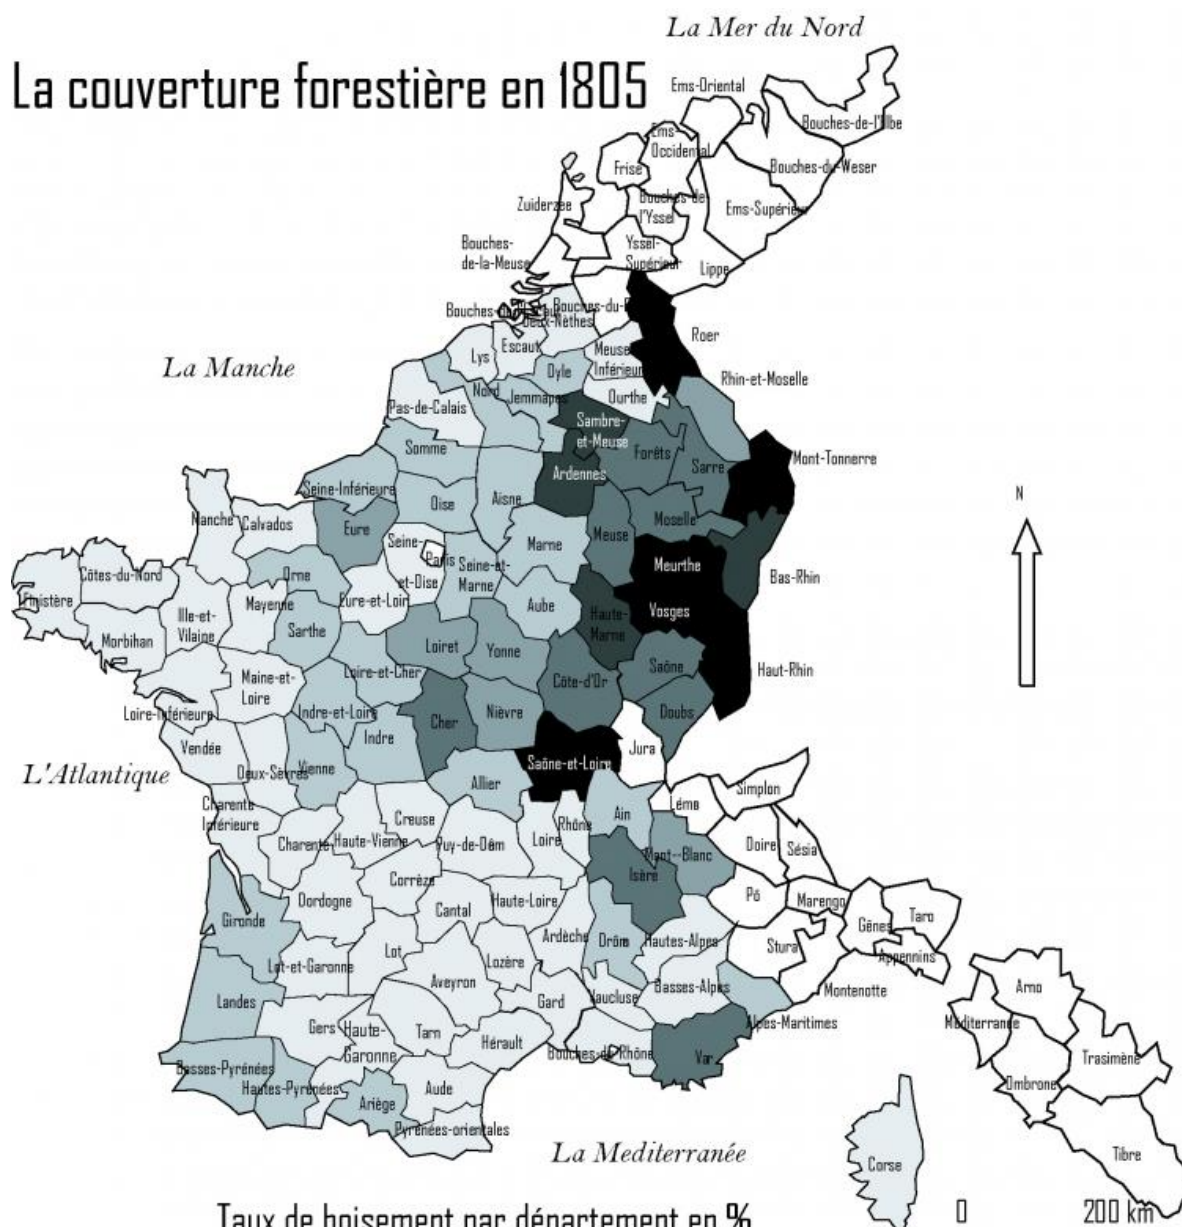 La Mer du Nord
La couverture forestière en 1805
Ems-Oriental
Bouches-de-l'Elbe
Ems-
Occidental
Frise
Bouches-du-Weser
Zuiderzee
Bouches-de
l'Yssel
Ems-Supérieur
Bouches-
de-la-Meuse
Yssel-
Supérieur
Lippe
Deux-Nèthes
Escaut
Lys
Meuse
Inférieur
Roer
La Manche
Dyle
Rhin-et-Moselle
Nord
Jemmapes
Ourthe
Pas-de-Calais
Sambre-
et-Meuse
Somme
Forêts
Mont-Tonnerre
Sarre
Ardennes
Seine-Inférieure
Oise
Aisne
N
Manche
Calvados
Eure
Moselle
Meuse
Seine-
et-Oise
Paris
Marne
Seine-et-
Marne
Meurthe
Côtes-du-Nord
Orne
Bas-Rhin
Finistère
Mayenne
Eure-et-Loir
Aube
Haute-
Marne
Vosges
Ille-et-
Vilaine
Morbihan
Sarthe
Loiret
Yonne
Saône
Haut-Rhin
Maine-et-
Loire
Loire-et-Cher
Côte-d'Or
Loire-Inférieure
Indre-et-Loire
Cher
Nièvre
Doubs
Indre
Vendée
Jura
L'Atlantique
Deux-Sèvres
Vienne
Saône-et-Loire
Allier
Simplon
Charente
Inférieure
Léme
Creuse
Ain
Rhône
Charente
Haute-Vienne
Puy-de-Dôm
Loire
Doire
Sésia
Mont--Blanc
Isère
Corrèze
Dordogne
Haute-Loire
Pô
Marengo
Cantal
Gironde
Gênes
Taro
Ardèche
Drôm
Hautes-Alpes
Stura
Lot
Appennins
Lot-et-Garonne
Lozère
Aveyron
Basses-Alpes
Montenotte
Arno
Landes
Gard
Vaucluse
Méditerranée
Gers
Haute-
Garonne
Tarn
Alpes-Maritimes
Hérault
Bouches-du-Rhône
Var
Trasimène
Basses-Pyrénées
Hautes-Pyrénées
Aude
Ombrone
Ariège
Pyrénées-orientales
La Mediterranée
Tibre
Corse
Taux de boisement par département en %
0 200 km